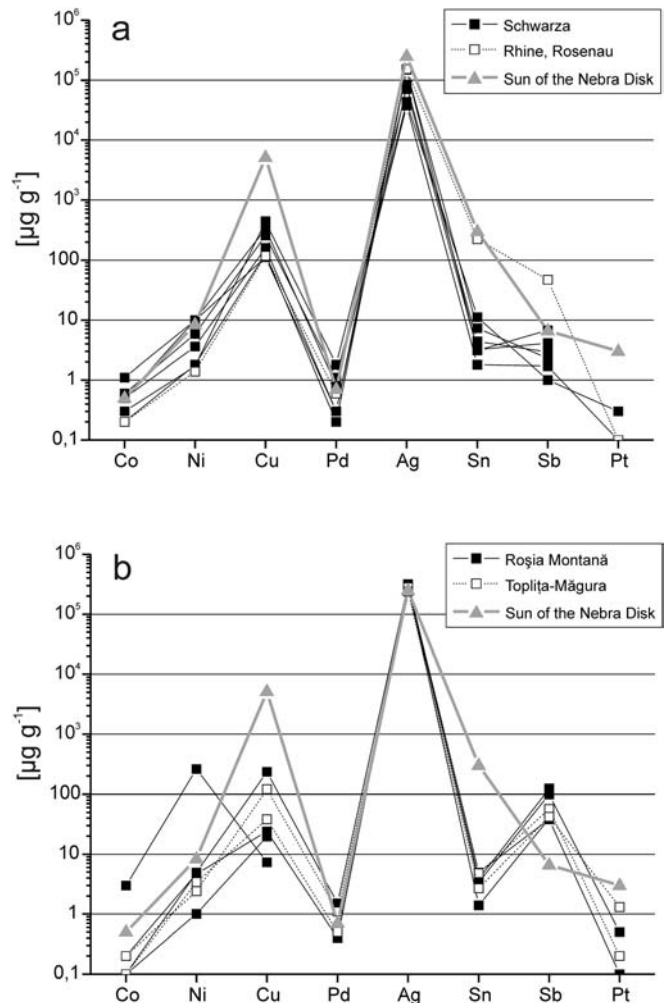 a
Schwarza
Rhine, Rosenau
Sun of the Nebra Disk
[µg g⁻¹]
10⁶
10⁵
10⁴
10³
100
10
1
0,1
Co Ni Cu Pd Ag Sn Sb Pt
b
Roşia Montană
Topliţa-Măgura
Sun of the Nebra Disk
[µg g⁻¹]
10⁶
10⁵
10⁴
10³
100
10
1
0,1
Co Ni Cu Pd Ag Sn Sb Pt